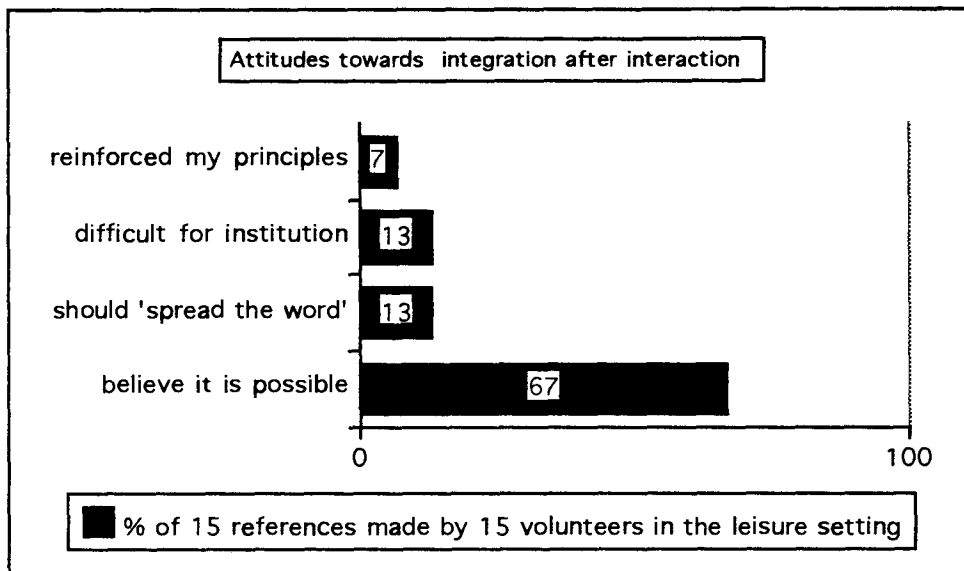 Attitudes towards integration after interaction
reinforced my principles 7
difficult for institution 13
should 'spread the word' 13
believe it is possible 67
0 100
% of 15 references made by 15 volunteers in the leisure setting